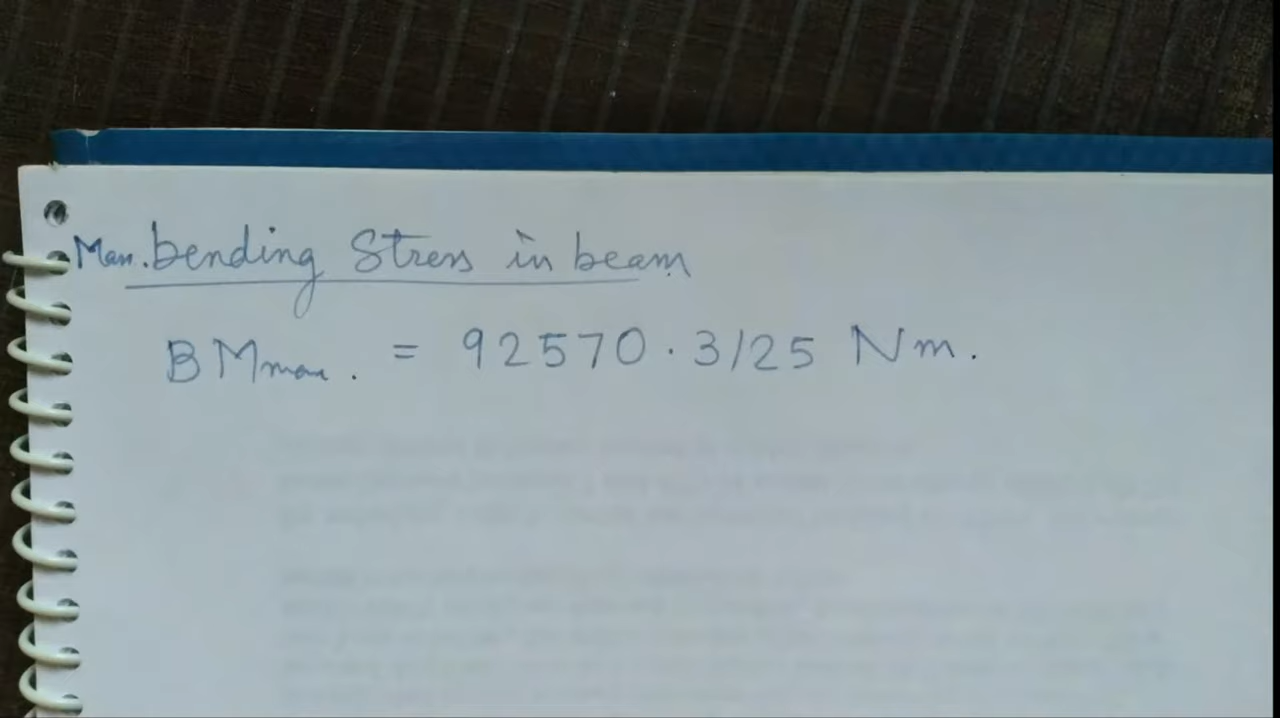 Max. bending Stress in beam
BMmax. = 92570.3125 Nm.